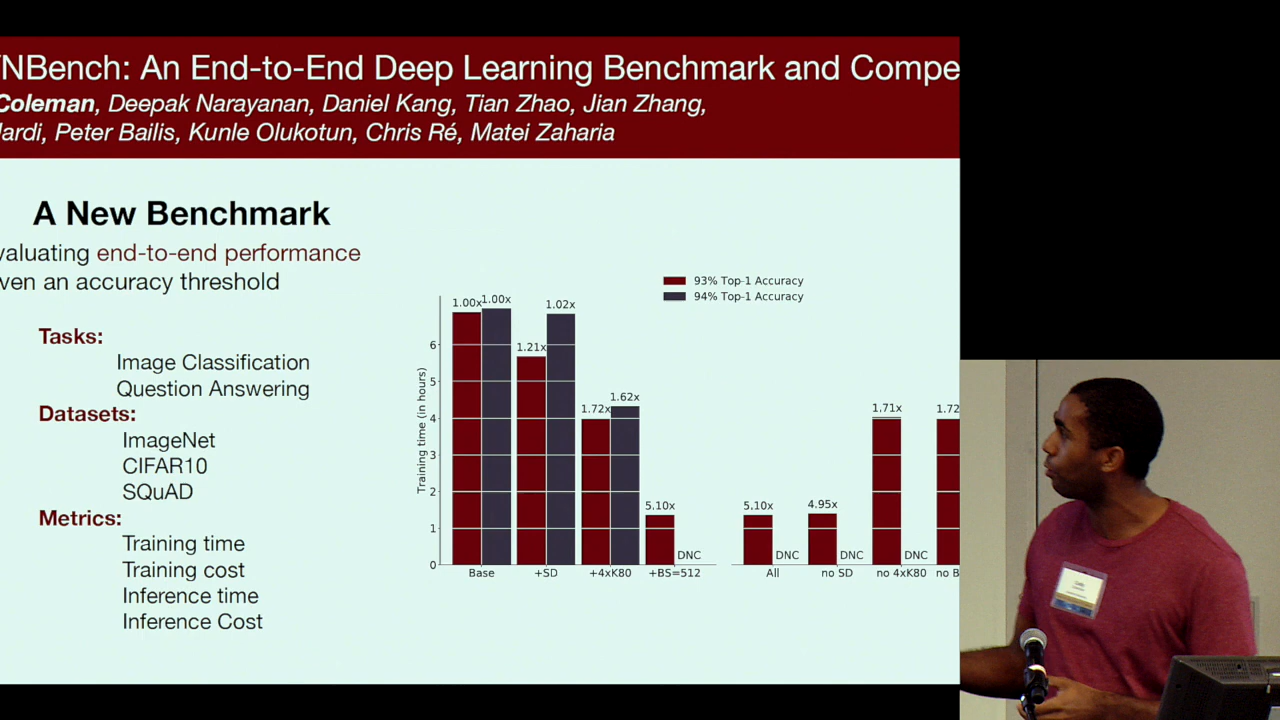 NBench: An End-to-End Deep Learning Benchmark and Compe
Coleman, Deepak Narayanan, Daniel Kang, Tian Zhao, Jian Zhang,
ardi, Peter Bailis, Kunle Olukotun, Chris Ré, Matei Zaharia
A New Benchmark
valuating end-to-end performance
ven an accuracy threshold
Tasks:
Image Classification
Question Answering
Datasets:
ImageNet
CIFAR10
SQuAD
Metrics:
Training time
Training cost
Inference time
Inference Cost
93% Top-1 Accuracy
94% Top-1 Accuracy
Training time (in hours)
6
5
4
3
2
1
0
1.00x 1.00x
1.21x 1.02x
1.72x 1.62x
5.10x DNC
5.10x DNC
4.95x DNC
1.71x DNC
1.72
Base +SD +4xK80 +BS=512 All no SD no 4xK80 no B